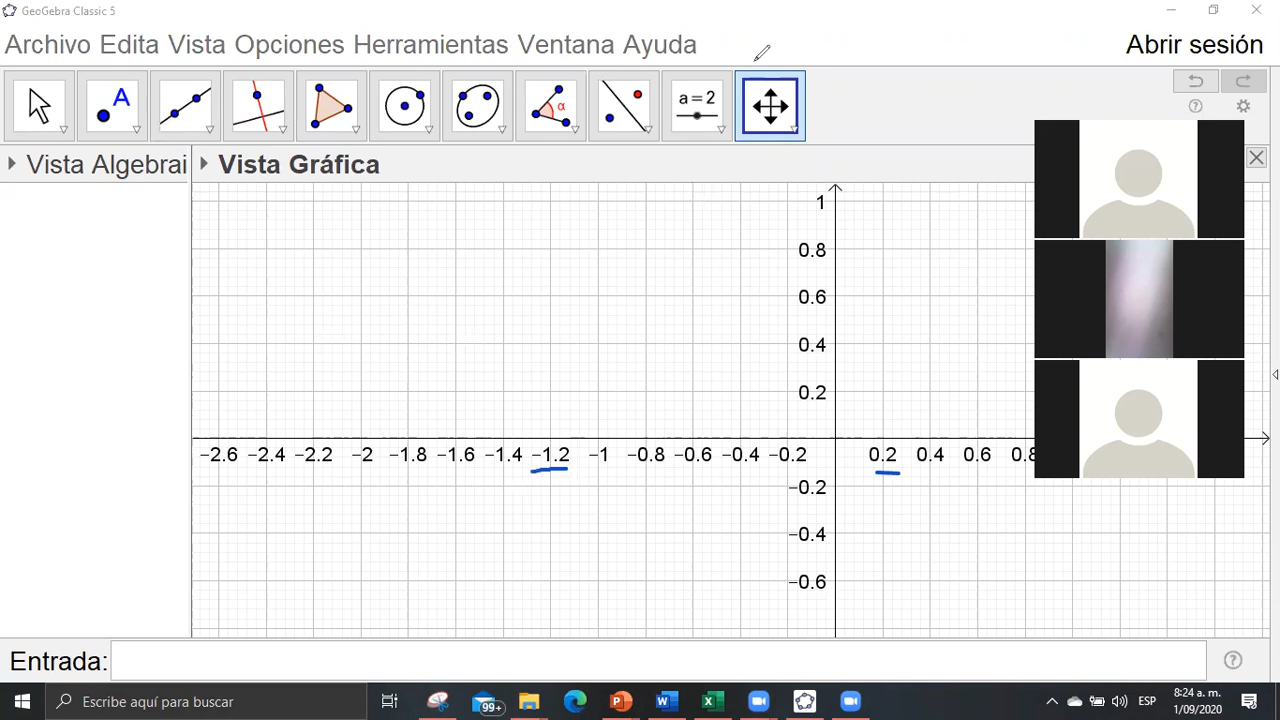 GeoGebra Classic 5
Archivo Edita Vista Opciones Herramientas Ventana Ayuda
Abrir sesión
A
α
a = 2
Vista Algebrai
Vista Gráfica
1
0.8
0.6
0.4
0.2
−2.6 −2.4 −2.2 −2 −1.8 −1.6 −1.4 −1.2 −1 −0.8 −0.6 −0.4 −0.2 0.2 0.4 0.6 0.8
−0.2
−0.4
−0.6
Entrada:
Escribe aquí para buscar
99+
ESP
8:24 a. m.
1/09/2020